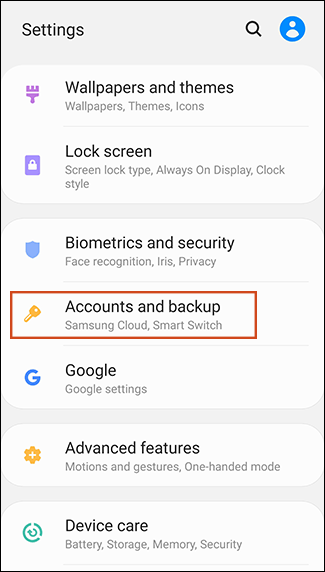 Settings
Wallpapers and themes
Wallpapers, Themes, Icons
Lock screen
Screen lock type, Always On Display, Clock
style
Biometrics and security
Face recognition, Iris, Privacy
Accounts and backup
Samsung Cloud, Smart Switch
Google
Google settings
Advanced features
Motions and gestures, One-handed mode
Device care
Battery, Storage, Memory, Security